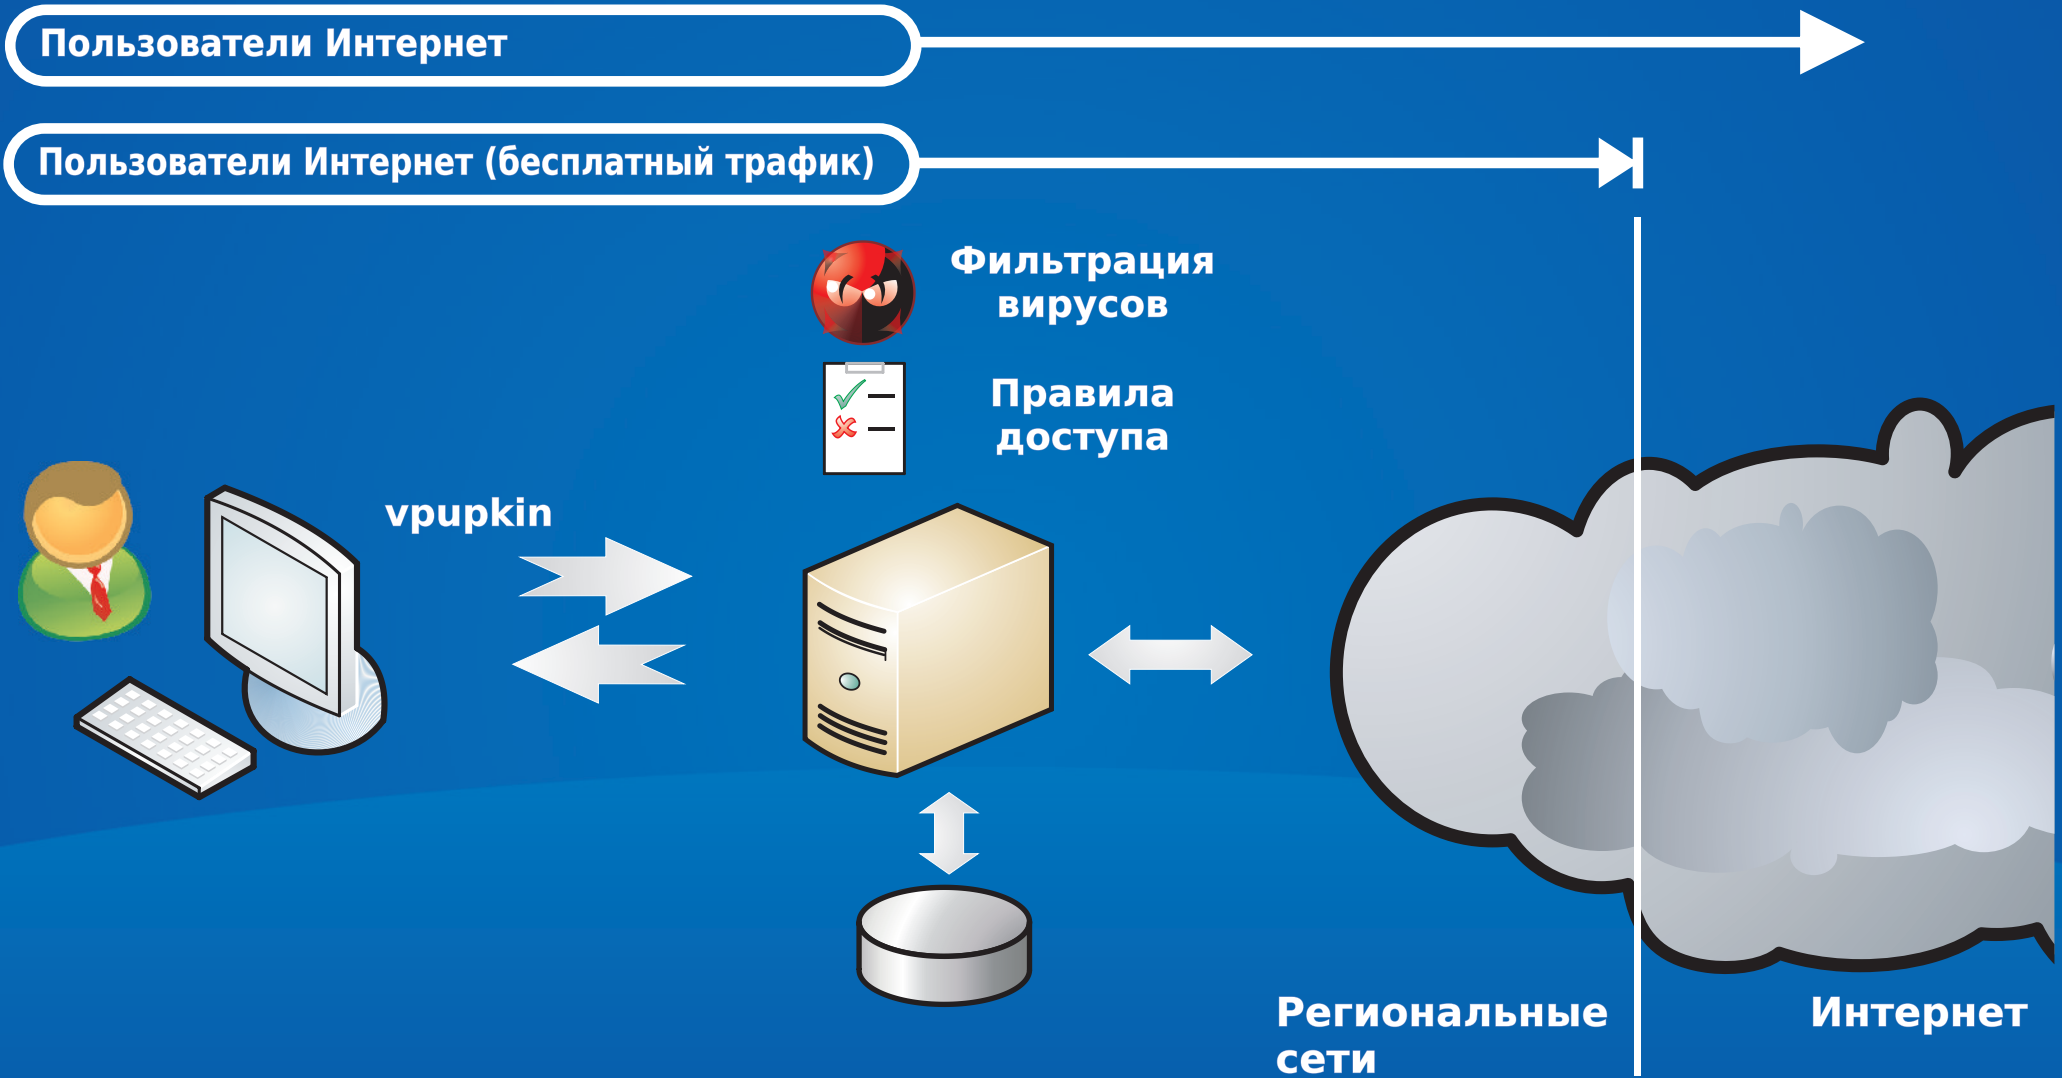 Пользователи Интернет
Пользователи Интернет (бесплатный трафик)
Фильтрация
вирусов
Правила
доступа
vpupkin
Региональные
сети
Интернет